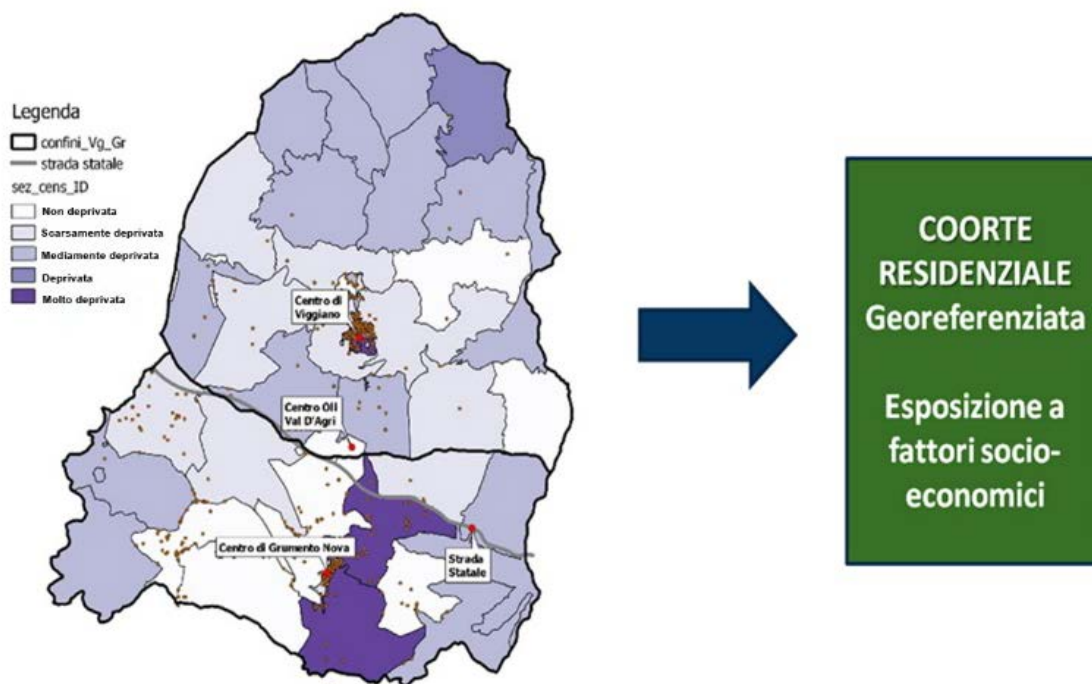 Legenda
confini_Vg_Gr
strada statale
sez_cens_ID
Non deprivata
Scarsamente deprivata
Mediamente deprivata
Deprivata
Molto deprivata
Centro di
Viggiano
Centro Oli
Val D'Agri
Centro di Grumento Nova
Strada
Statale
COORTE
RESIDENZIALE
Georeferenziata
Esposizione a
fattori socio-
economici